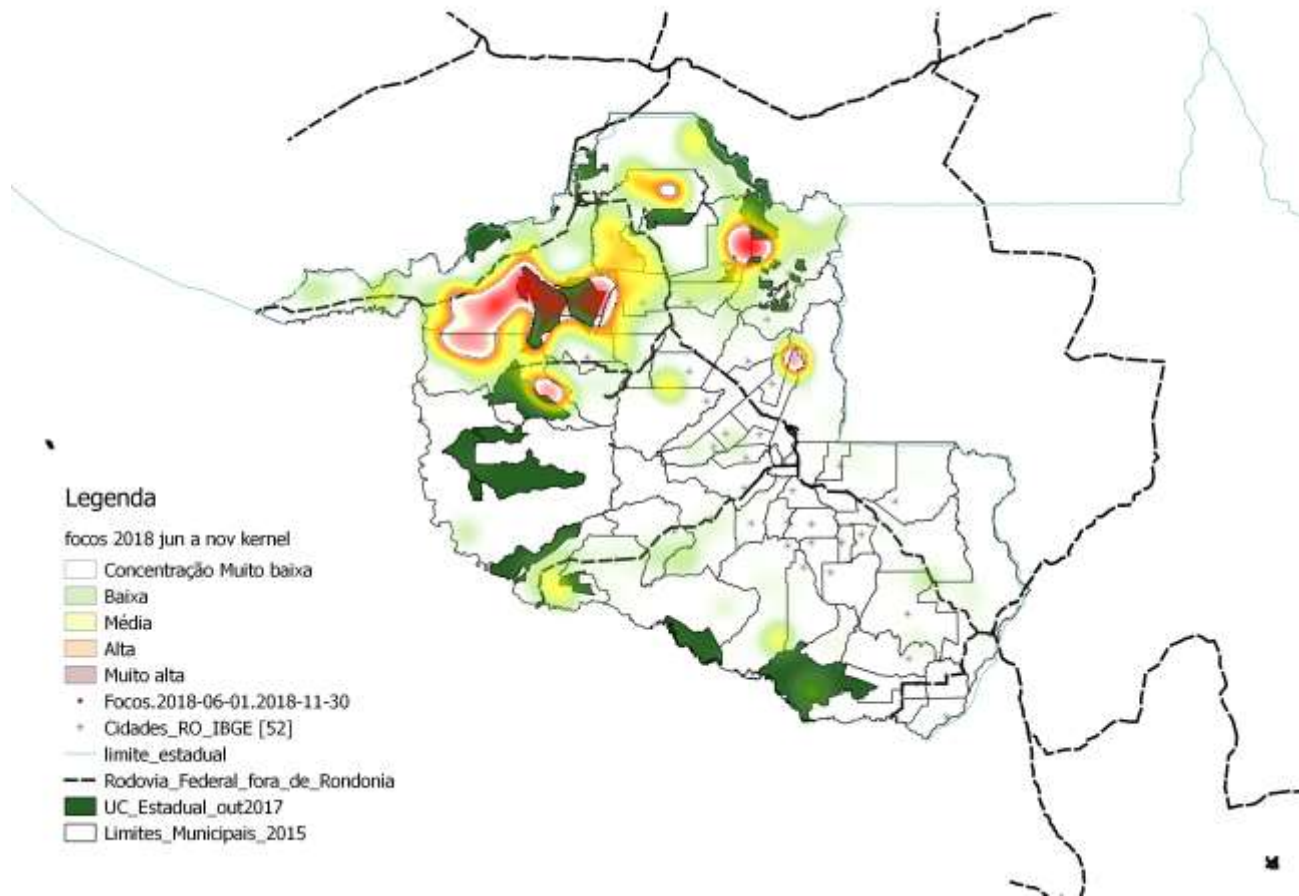 Legenda
focos 2018 jun a nov kernel
Concentração Muito baixa
Baixa
Média
Alta
Muito alta
Focos.2018-06-01.2018-11-30
Cidades_RO_IBGE [52]
limite_estadual
Rodovia_Federal_fora_de_Rondonia
UC_Estadual_out2017
Limites_Municipais_2015